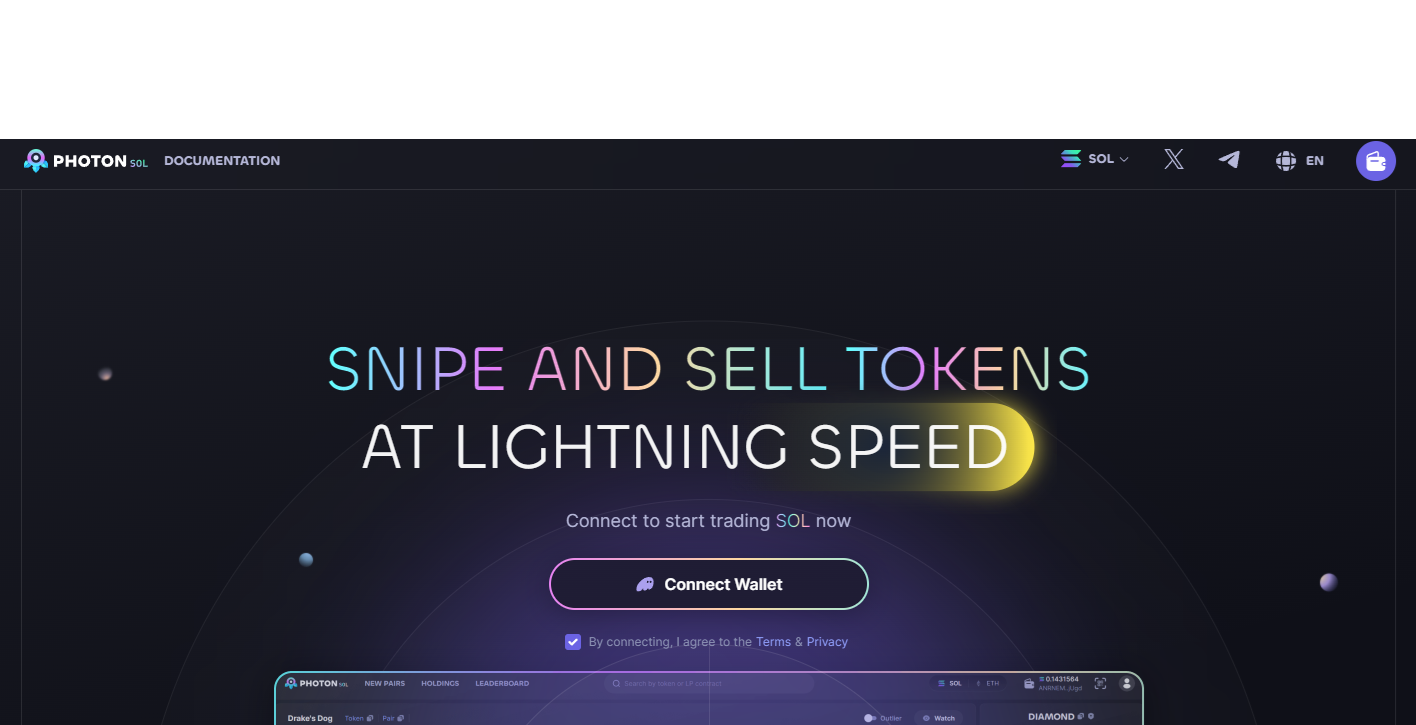 PHOTON SOL DOCUMENTATION SOL EN
SNIPE AND SELL TOKENS
AT LIGHTNING SPEED
Connect to start trading SOL now
Connect Wallet
By connecting, I agree to the Terms & Privacy
PHOTON SOL NEW PAIRS HOLDINGS LEADERBOARD Search by token or LP contract SOL ETH 0.1431564
Drake's Dog Token Pair Outlier Watch DIAMOND